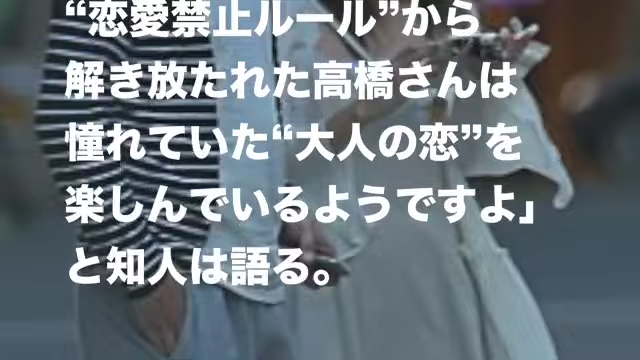 “恋愛禁止ルール”から
解き放たれた高橋さんは
憧れていた“大人の恋”を
楽しんでいるようですよ」
と知人は語る。